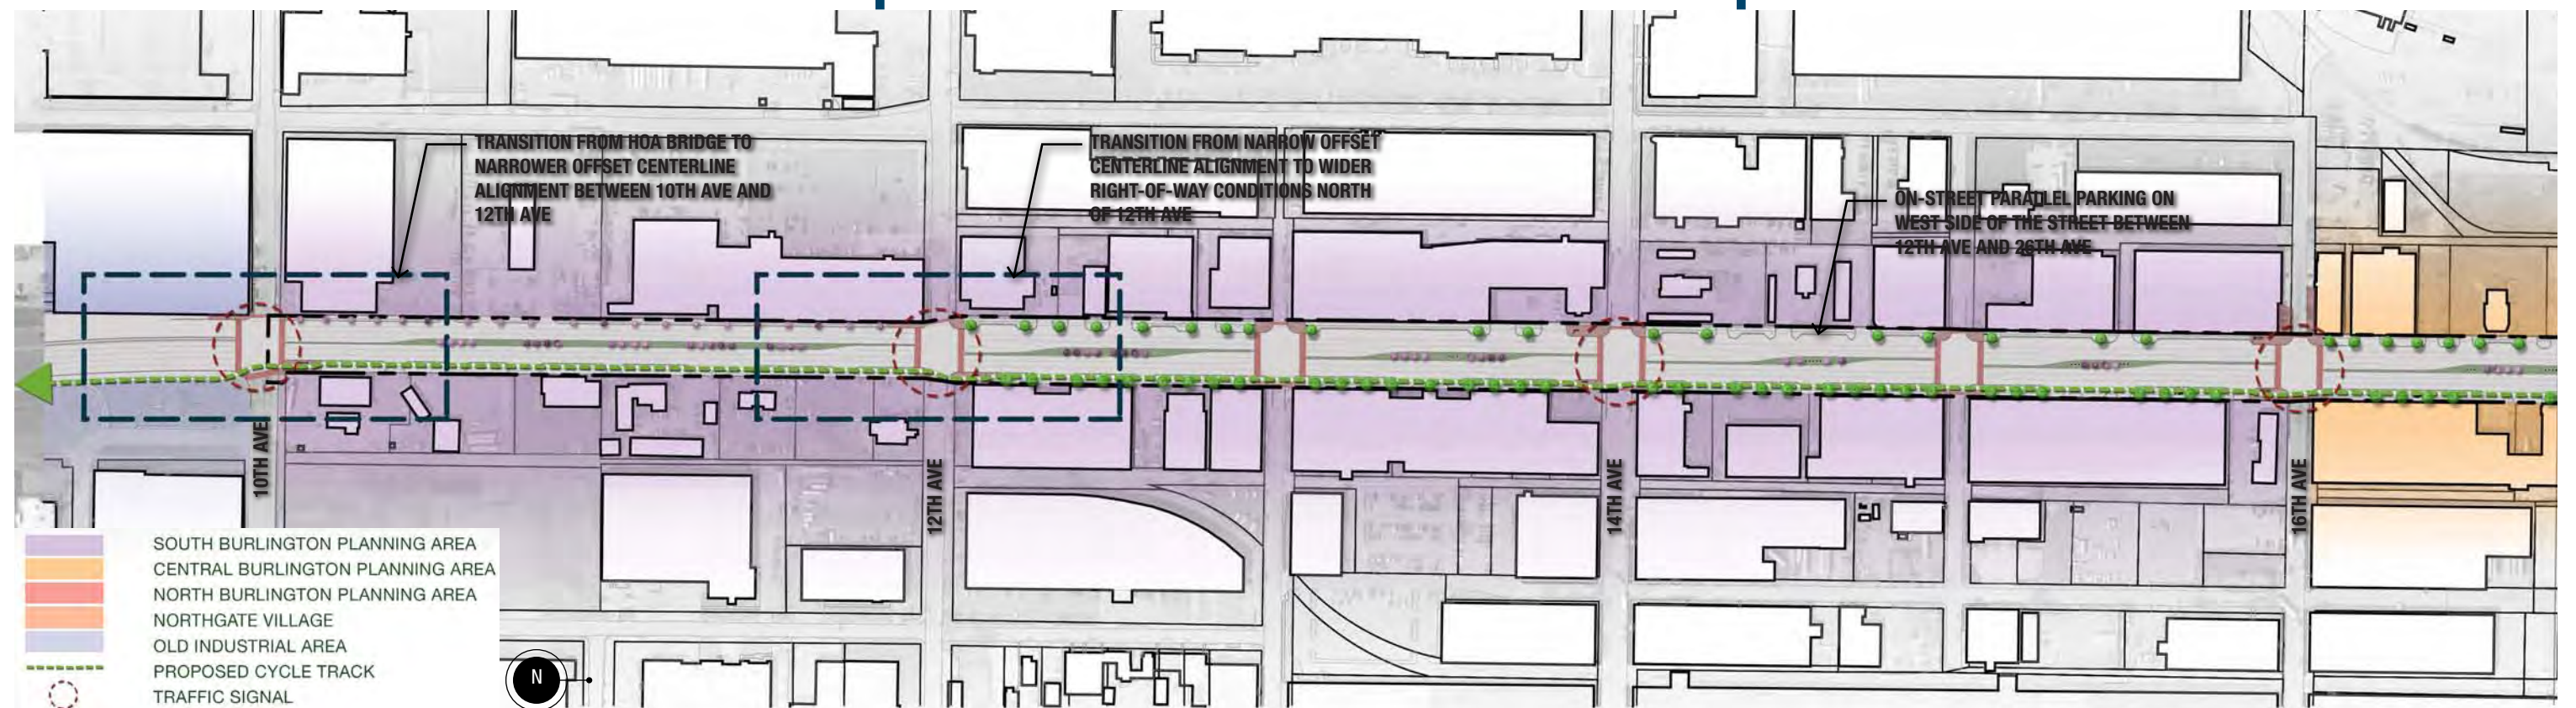 TRANSITION FROM HOA BRIDGE TO
NARROWER OFFSET CENTERLINE
ALIGNMENT BETWEEN 10TH AVE AND
12TH AVE
TRANSITION FROM NARROW OFFSET
CENTERLINE ALIGNMENT TO WIDER
RIGHT-OF-WAY CONDITIONS NORTH
OF 12TH AVE
ON-STREET PARALLEL PARKING ON
WEST SIDE OF THE STREET BETWEEN
12TH AVE AND 26TH AVE
10TH AVE
12TH AVE
14TH AVE
16TH AVE
SOUTH BURLINGTON PLANNING AREA
CENTRAL BURLINGTON PLANNING AREA
NORTH BURLINGTON PLANNING AREA
NORTHGATE VILLAGE
OLD INDUSTRIAL AREA
PROPOSED CYCLE TRACK
TRAFFIC SIGNAL
N